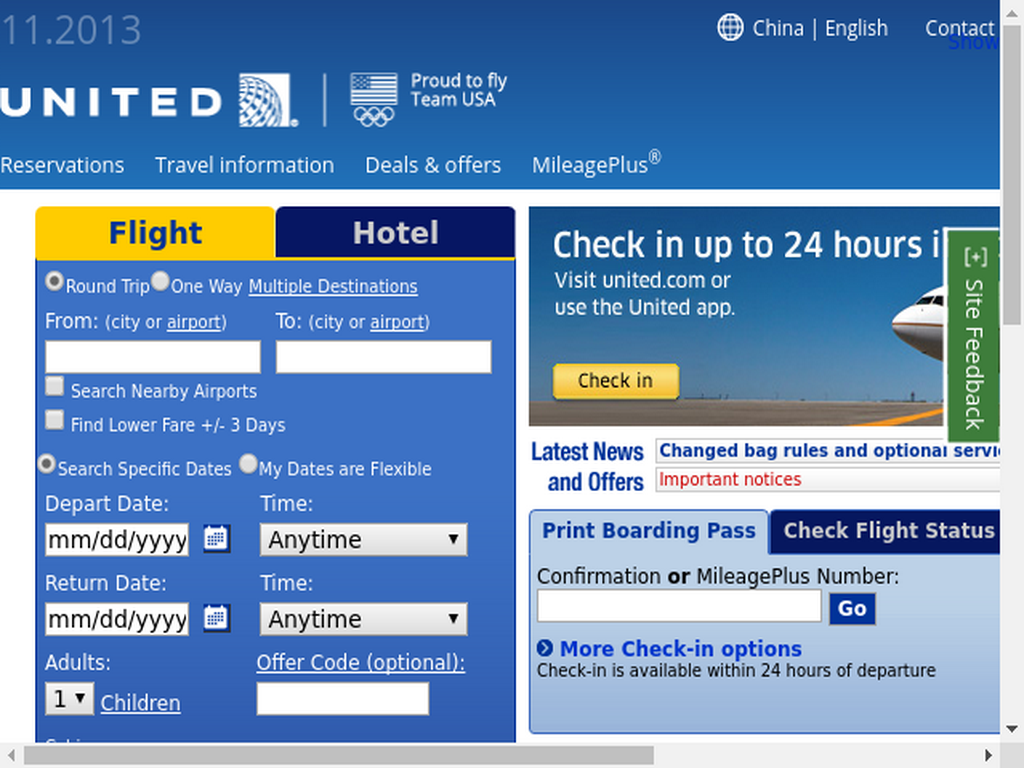 11.2013
China | English
Contact
Show
UNITED
Proud to fly
Team USA
Reservations
Travel information
Deals & offers
MileagePlus®
Flight
Hotel
Round Trip One Way Multiple Destinations
From: (city or airport)
To: (city or airport)
Search Nearby Airports
Find Lower Fare +/- 3 Days
Search Specific Dates My Dates are Flexible
Depart Date:
Time:
mm/dd/yyyy
Anytime
Return Date:
Time:
mm/dd/yyyy
Anytime
Adults:
Offer Code (optional):
1
Children
Check in up to 24 hours
Visit united.com or
use the United app.
Check in
[+] Site Feedback
Latest News
and Offers
Changed bag rules and optional servi
Important notices
Print Boarding Pass
Check Flight Status
Confirmation or MileagePlus Number:
Go
More Check-in options
Check-in is available within 24 hours of departure